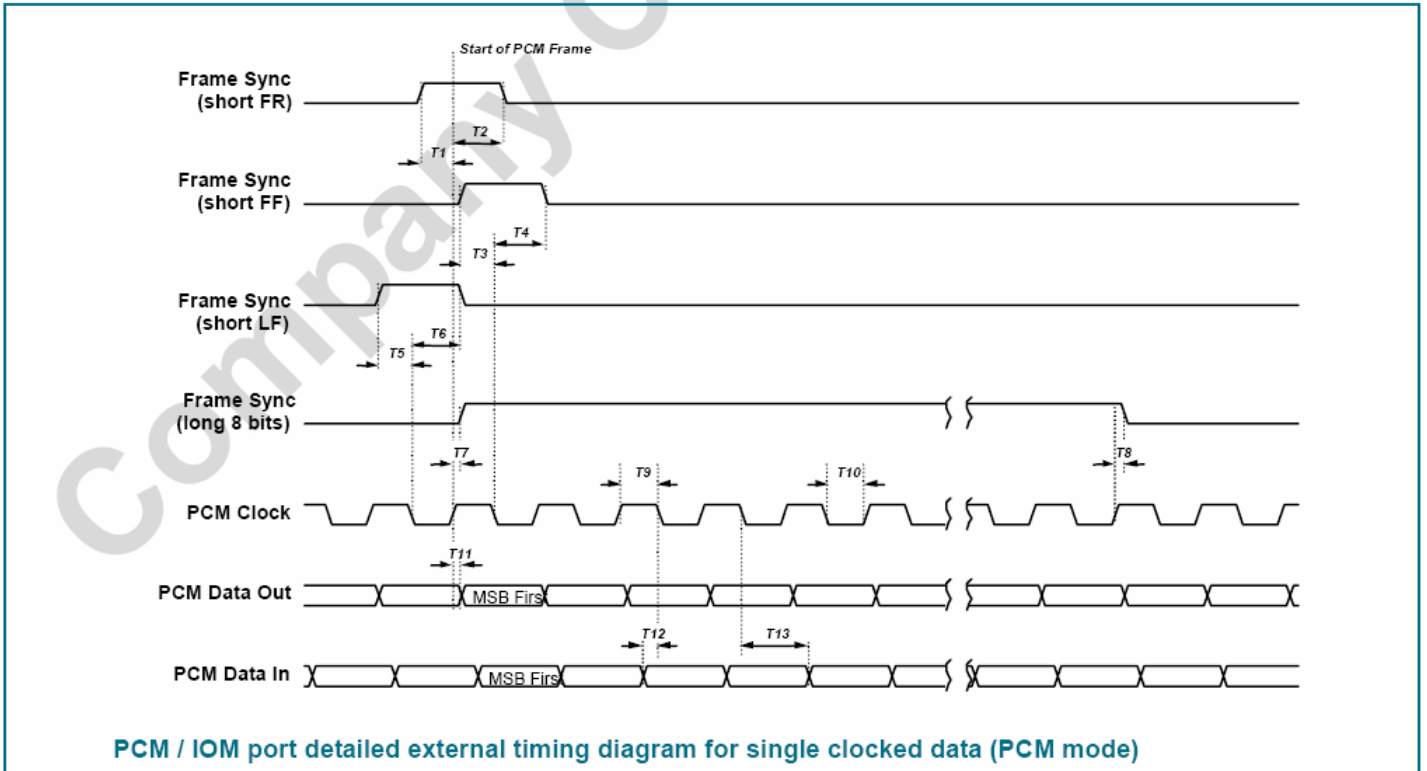 Company C
Start of PCM Frame
Frame Sync
(short FR)
T2
T1
Frame Sync
(short FF)
T4
T3
Frame Sync
(short LF)
T6
T5
Frame Sync
(long 8 bits)
T7
T8
T9
T10
PCM Clock
T11
PCM Data Out
MSB Firs
T12
T13
PCM Data In
MSB Firs
PCM / IOM port detailed external timing diagram for single clocked data (PCM mode)